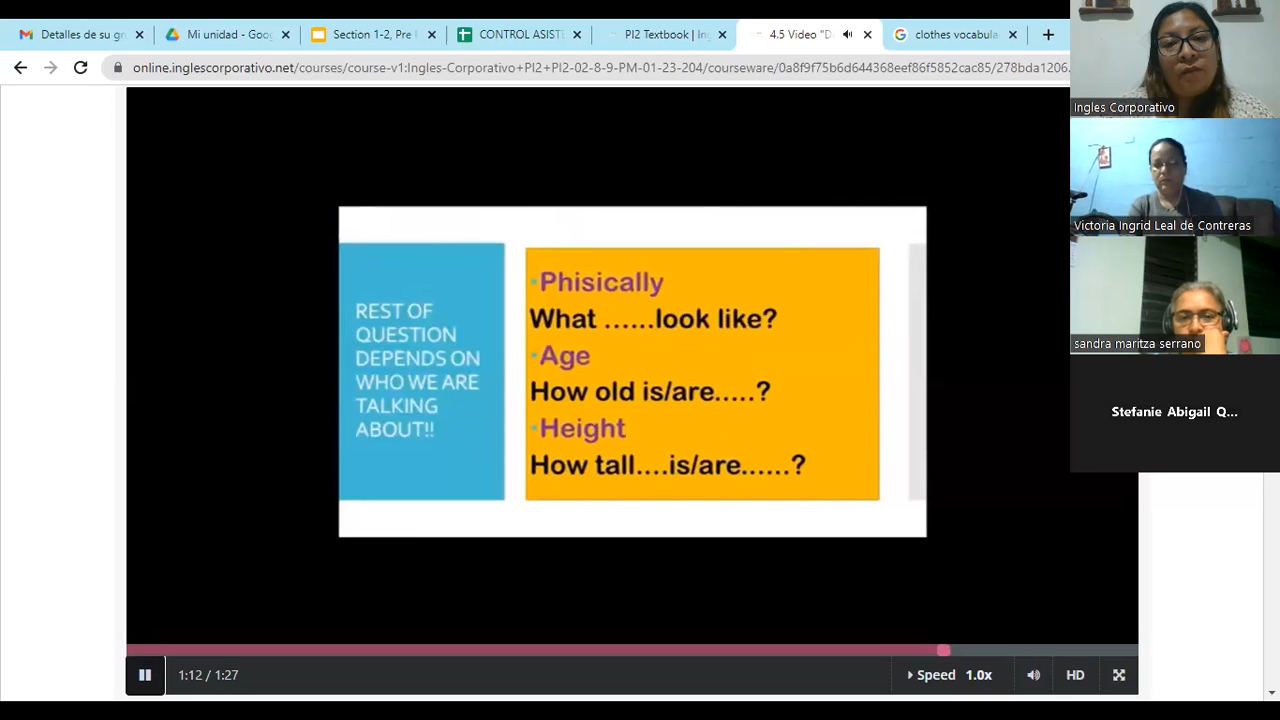 Detalles de su gr
Mi unidad - Goog
Section 1-2, Pre
CONTROL ASISTE
PI2 Textbook | Ing
4.5 Video "D
clothes vocabula
online.inglescorporativo.net/courses/course-v1:Ingles-Corporativo+PI2+PI2-02-8-9-PM-01-23-204/courseware/0a8f9f75b6d644368eef86f5852cac85/278bda1206
Ingles Corporativo
Victoria Ingrid Leal de Contreras
sandra maritza serrano
Stefanie Abigail Q...
REST OF
QUESTION
DEPENDS ON
WHO WE ARE
TALKING
ABOUT!!
•Phisically
What ......look like?
•Age
How old is/are.....?
•Height
How tall....is/are......?
1:12 / 1:27
Speed 1.0x
HD